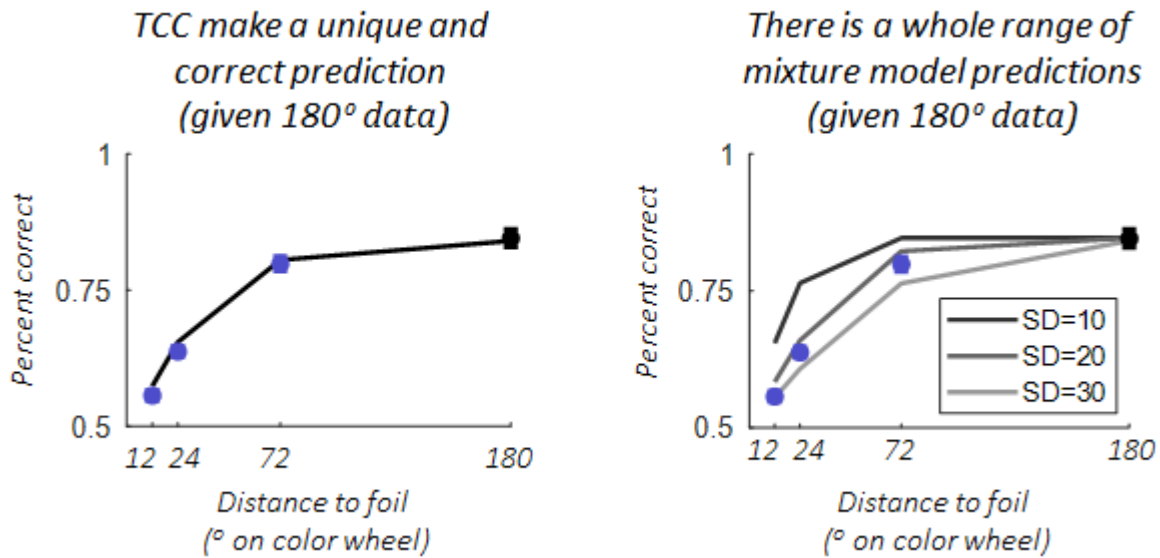 TCC make a unique and
correct prediction
(given 180° data)
1
0.75
0.5
Percent correct
12 24 72 180
Distance to foil
(° on color wheel)
There is a whole range of
mixture model predictions
(given 180° data)
1
0.75
0.5
Percent correct
SD=10
SD=20
SD=30
12 24 72 180
Distance to foil
(° on color wheel)